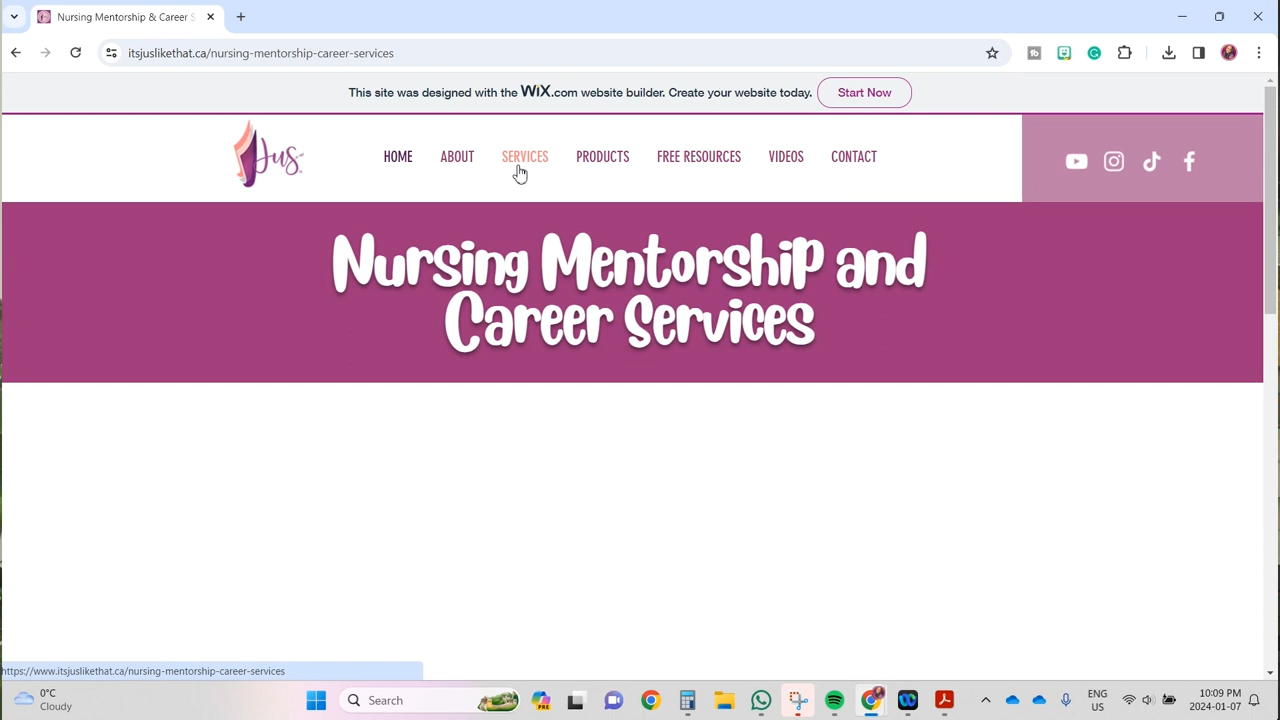 Nursing Mentorship & Career S
itsjuslikethat.ca/nursing-mentorship-career-services
This site was designed with the WiX.com website builder. Create your website today.
Start Now
Jus
HOME
ABOUT
SERVICES
PRODUCTS
FREE RESOURCES
VIDEOS
CONTACT
Nursing Mentorship and
Career Services
https://www.itsjuslikethat.ca/nursing-mentorship-career-services
0°C
Cloudy
Search
PRE
ENG
US
10:09 PM
2024-01-07